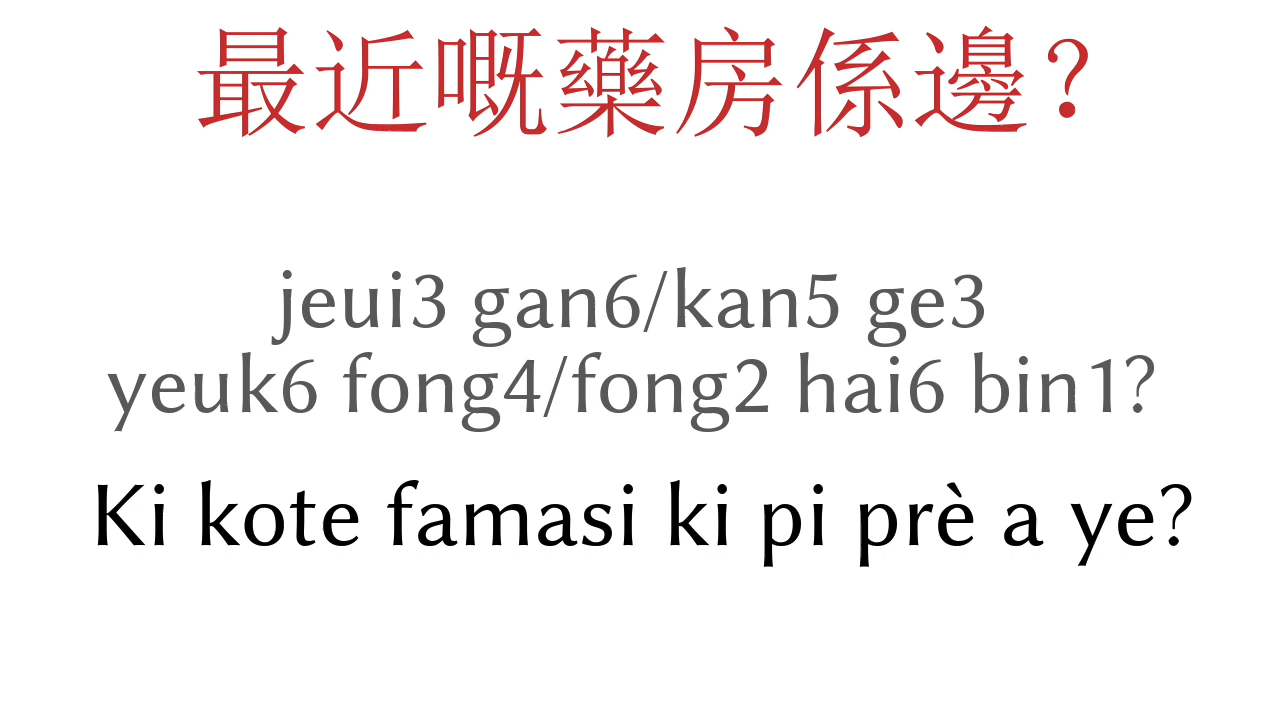 最近嘅藥房係邊？
jeui3 gan6/kan5 ge3
yeuk6 fong4/fong2 hai6 bin1?
Ki kote famasi ki pi prè a ye?